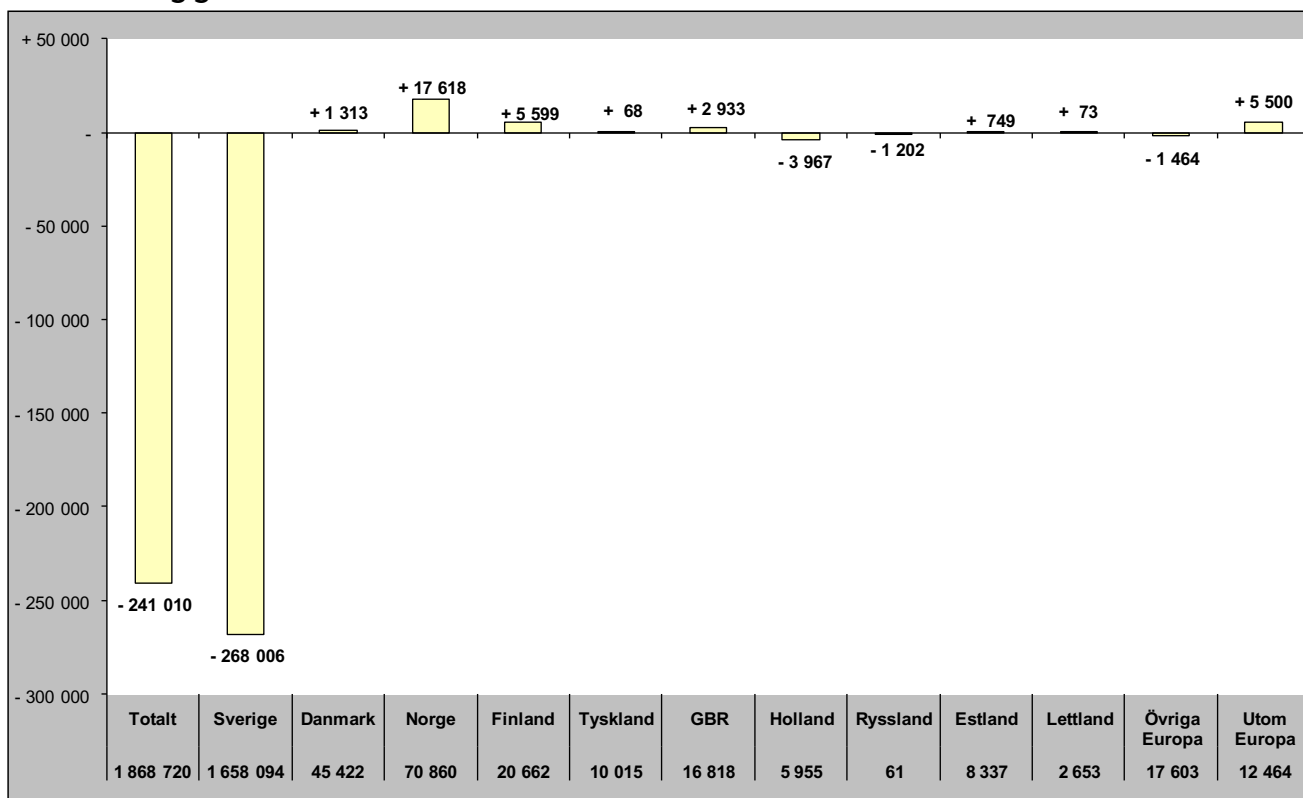 + 50 000
-
- 50 000
- 100 000
- 150 000
- 200 000
- 250 000
- 300 000
- 241 010
- 268 006
+ 1 313
+ 17 618
+ 5 599
+ 68
+ 2 933
- 3 967
- 1 202
+ 749
+ 73
- 1 464
+ 5 500
Totalt Sverige Danmark Norge Finland Tyskland GBR Holland Ryssland Estland Lettland Övriga Utom
Europa Europa
1 868 720 1 658 094 45 422 70 860 20 662 10 015 16 818 5 955 61 8 337 2 653 17 603 12 464